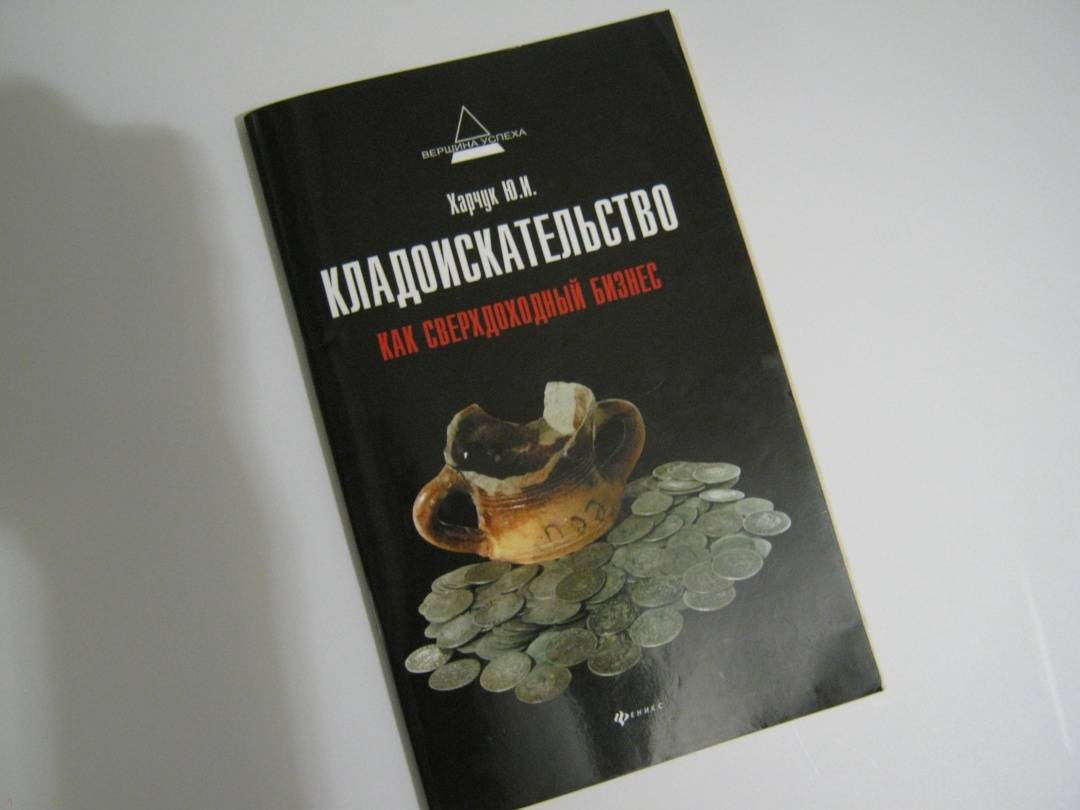 ВЕРШИНА УСПЕХА
Харчук Ю.И.
КЛАДОИСКАТЕЛЬСТВО
КАК СВЕРХДОХОДНЫЙ БИЗНЕС
ФЕНИКС